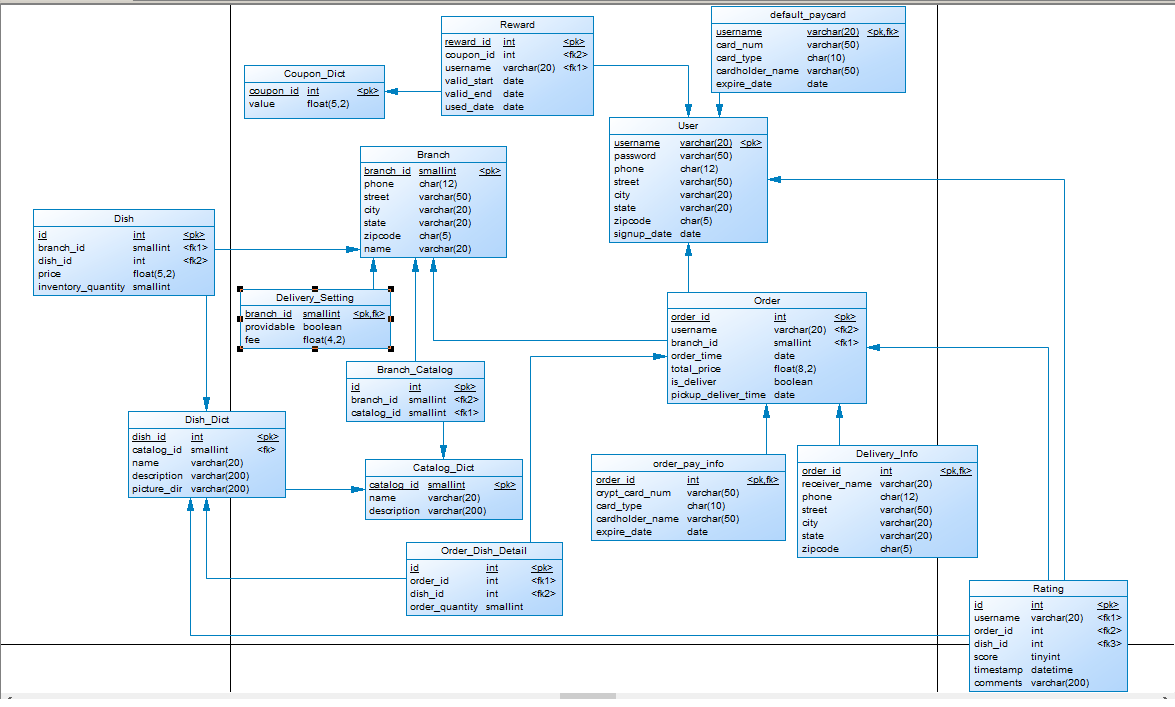 Reward
reward_id int <pk>
coupon_id int <fk2>
username varchar(20) <fk1>
valid_start date
valid_end date
used_date date
default_paycard
username varchar(20) <pk,fk>
card_num varchar(50)
card_type char(10)
cardholder_name varchar(50)
expire_date date
Coupon_Dict
coupon_id int <pk>
value float(5,2)
User
username varchar(20) <pk>
password varchar(50)
phone char(12)
street varchar(50)
city varchar(20)
state varchar(20)
zipcode char(5)
signup_date date
Branch
branch_id smallint <pk>
phone char(12)
street varchar(50)
city varchar(20)
state varchar(20)
zipcode char(5)
name varchar(20)
Dish
id int <pk>
branch_id smallint <fk1>
dish_id int <fk2>
price float(5,2)
inventory_quantity smallint
Delivery_Setting
branch_id smallint <pk,fk>
providable boolean
fee float(4,2)
Order
order_id int <pk>
username varchar(20) <fk2>
branch_id smallint <fk1>
order_time date
total_price float(8,2)
is_deliver boolean
pickup_deliver_time date
Branch_Catalog
id int <pk>
branch_id smallint <fk2>
catalog_id smallint <fk1>
Dish_Dict
dish_id int <pk>
catalog_id smallint <fk>
name varchar(20)
description varchar(200)
picture_dir varchar(200)
Catalog_Dict
catalog_id smallint <pk>
name varchar(20)
description varchar(200)
order_pay_info
order_id int <pk,fk>
crypt_card_num varchar(50)
card_type char(10)
cardholder_name varchar(50)
expire_date date
Delivery_Info
order_id int <pk,fk>
receiver_name varchar(20)
phone char(12)
street varchar(50)
city varchar(20)
state varchar(20)
zipcode char(5)
Order_Dish_Detail
id int <pk>
order_id int <fk1>
dish_id int <fk2>
order_quantity smallint
Rating
id int <pk>
username varchar(20) <fk1>
order_id int <fk2>
dish_id int <fk3>
score tinyint
timestamp datetime
comments varchar(200)